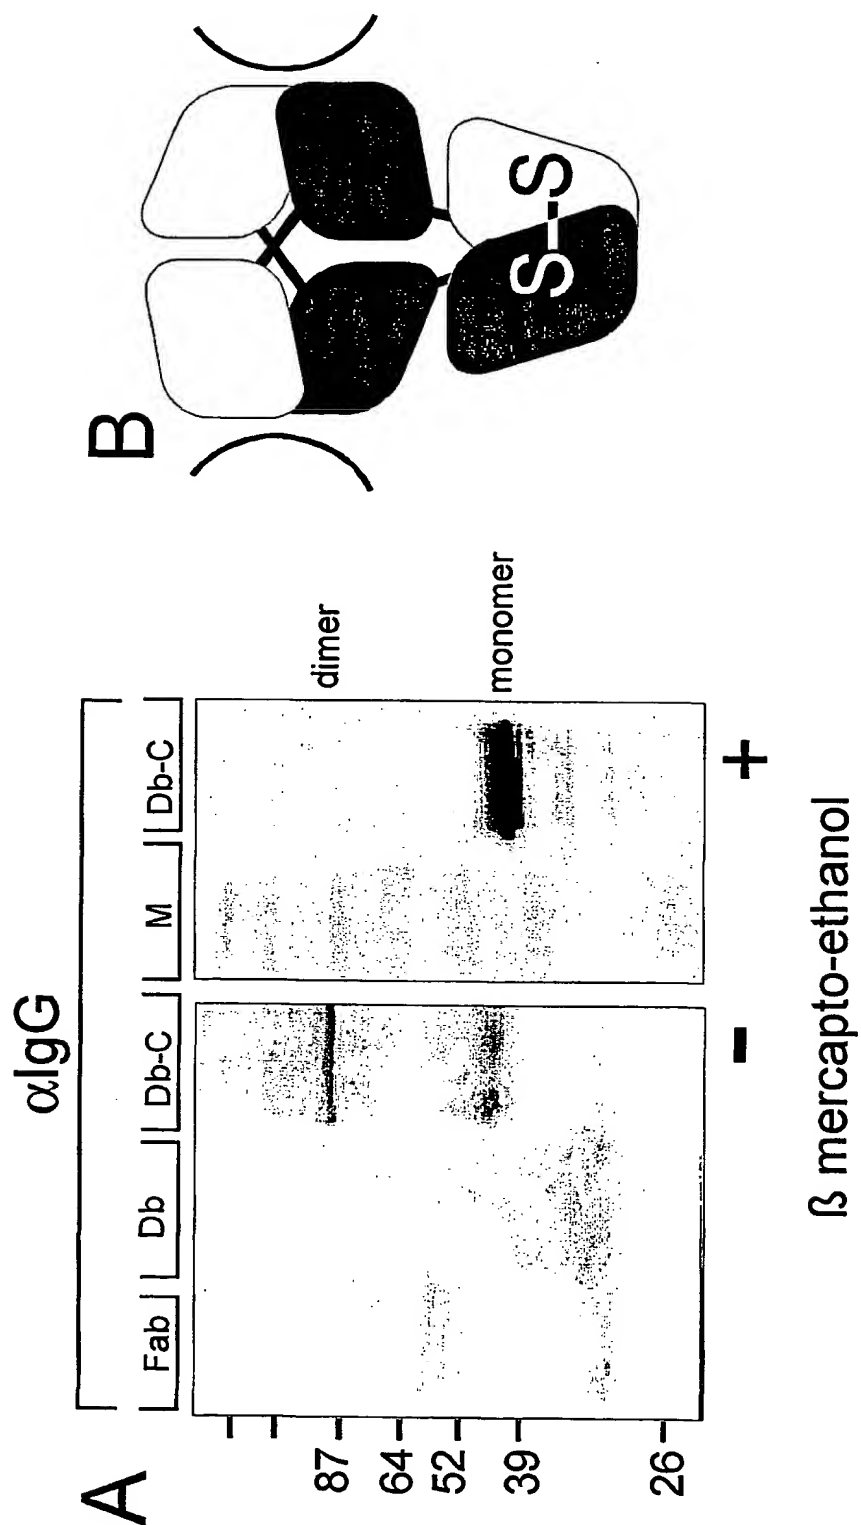 A
αIgG
Fab
Db
Db-C
M
Db-C
87
64
52
39
26
dimer
monomer
-
+
ß mercapto-ethanol
B
S-S